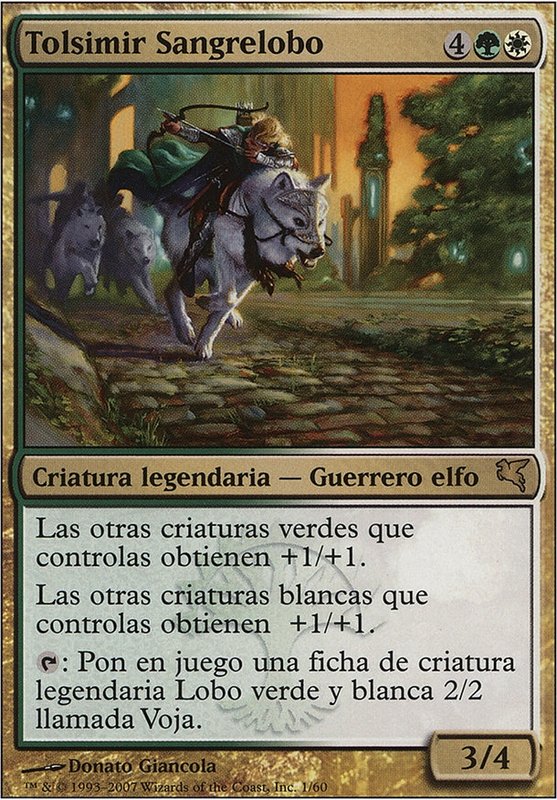 Tolsimir Sangrelobo 4
Criatura legendaria — Guerrero elfo
Las otras criaturas verdes que
controlas obtienen +1/+1.
Las otras criaturas blancas que
controlas obtienen +1/+1.
: Pon en juego una ficha de criatura
legendaria Lobo verde y blanca 2/2
llamada Voja.
3/4
Donato Giancola
™ & © 1993–2007 Wizards of the Coast, Inc. 1/60